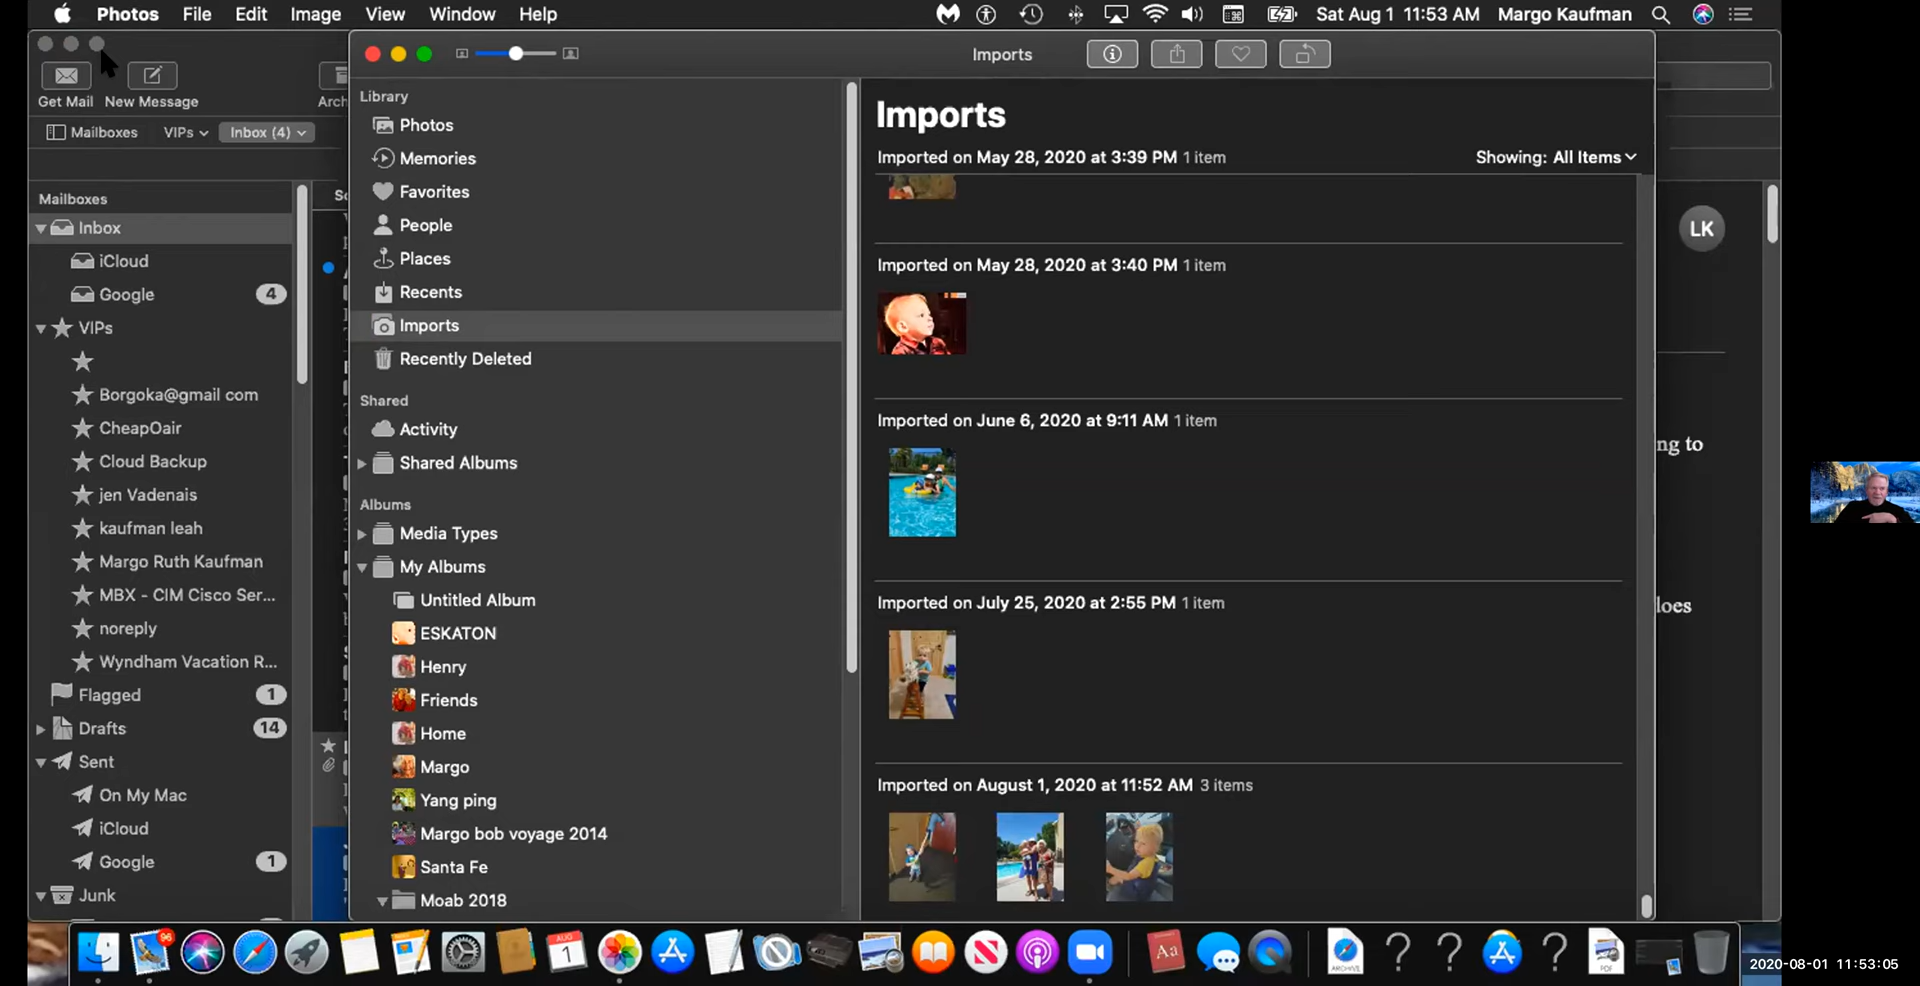 Photos File Edit Image View Window Help
Sat Aug 1 11:53 AM Margo Kaufman
Get Mail New Message
Mailboxes VIPs Inbox (4)
Mailboxes
Inbox
iCloud
Google 4
VIPs
Borgoka@gmail com
CheapOair
Cloud Backup
jen Vadenais
kaufman leah
Margo Ruth Kaufman
MBX - CIM Cisco Ser...
noreply
Wyndham Vacation R...
Flagged 1
Drafts 14
Sent
On My Mac
iCloud
Google 1
Junk
Imports
Library
Photos
Memories
Favorites
People
Places
Recents
Imports
Recently Deleted
Shared
Activity
Shared Albums
Albums
Media Types
My Albums
Untitled Album
ESKATON
Henry
Friends
Home
Margo
Yang ping
Margo bob voyage 2014
Santa Fe
Moab 2018
Imports
Imported on May 28, 2020 at 3:39 PM 1 item
Showing: All Items
Imported on May 28, 2020 at 3:40 PM 1 item
Imported on June 6, 2020 at 9:11 AM 1 item
Imported on July 25, 2020 at 2:55 PM 1 item
Imported on August 1, 2020 at 11:52 AM 3 items
LK
ng to
96
AUG
1
Aa
ARCHIVE
? ? ?
PDF
2020-08-01 11:53:05